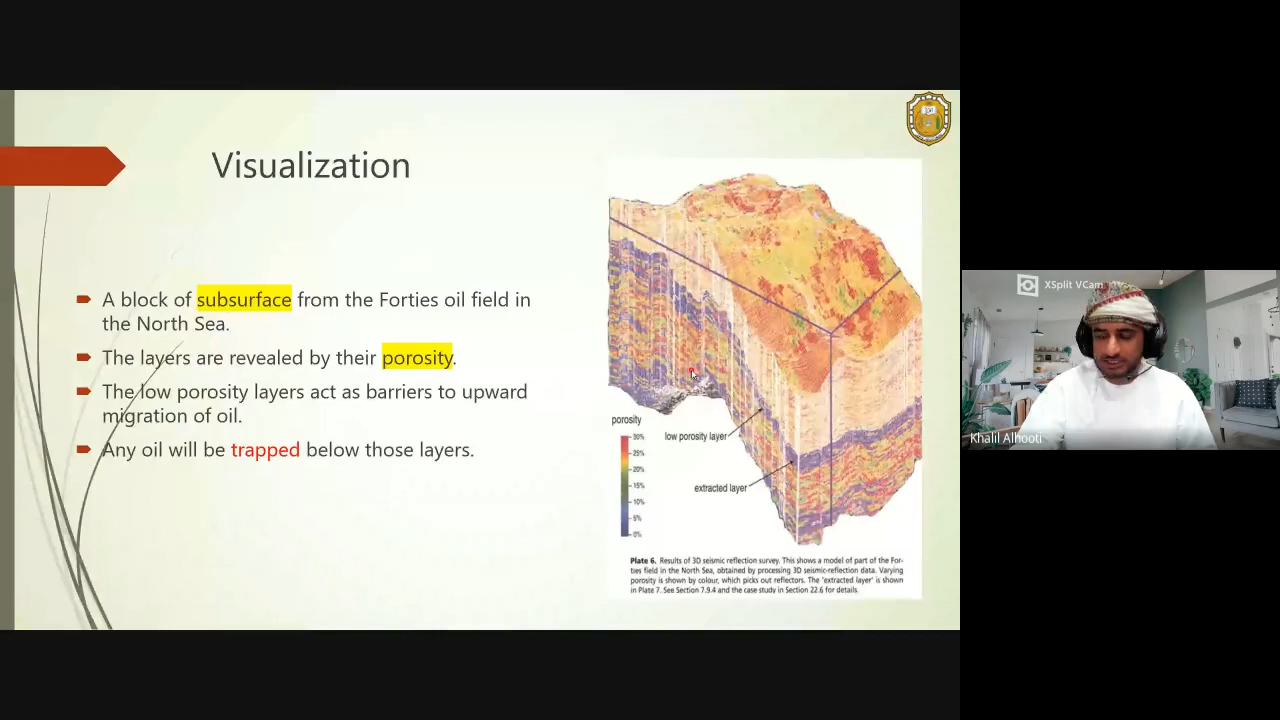 Visualization
A block of subsurface from the Forties oil field in
the North Sea.
The layers are revealed by their porosity.
The low porosity layers act as barriers to upward
migration of oil.
Any oil will be trapped below those layers.
porosity
30%
25%
20%
15%
10%
5%
0%
low porosity layer
extracted layer
Plate 6. Results of 3D seismic reflection survey. This shows a model of part of the For-
ties field in the North Sea, obtained by processing 3D seismic-reflection data. Varying
porosity is shown by colour, which picks out reflectors. The 'extracted layer' is shown
in Plate 7. See Section 7.9.4 and the case study in Section 22.6 for details.
XSplit VCam
Khalil Alhooti